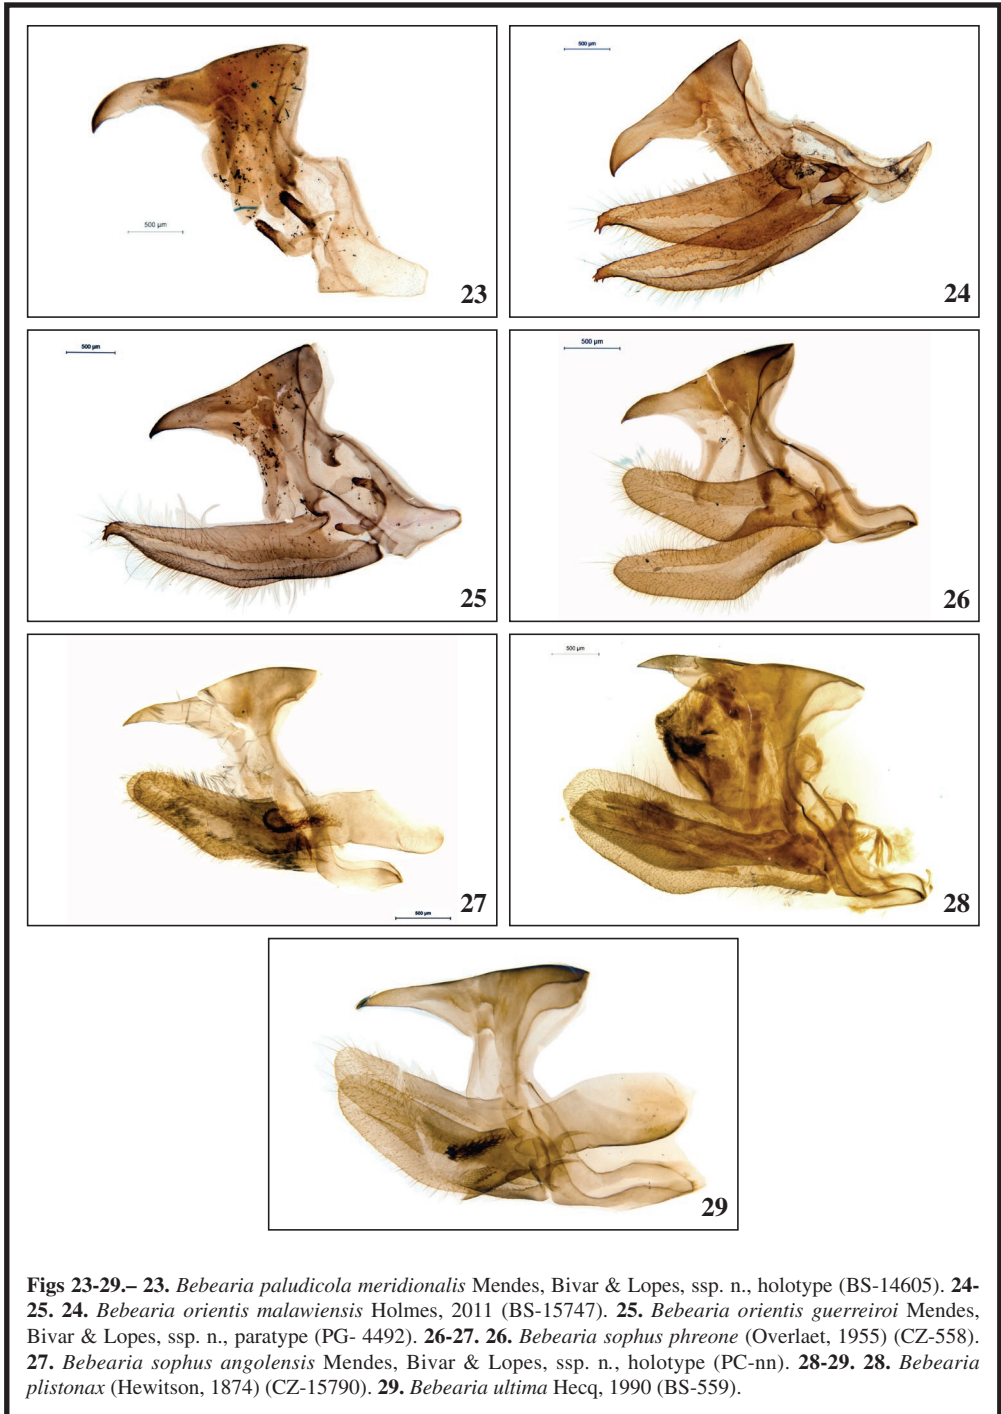 500 µm
23
500 µm
24
500 µm
25
500 µm
26
27
500 µm
500 µm
28
29
Figs 23-29.– 23. Bebearia paludicola meridionalis Mendes, Bivar & Lopes, ssp. n., holotype (BS-14605). 24-
25. 24. Bebearia orientis malawiensis Holmes, 2011 (BS-15747). 25. Bebearia orientis guerreiroi Mendes,
Bivar & Lopes, ssp. n., paratype (PG- 4492). 26-27. 26. Bebearia sophus phreone (Overlaet, 1955) (CZ-558).
27. Bebearia sophus angolensis Mendes, Bivar & Lopes, ssp. n., holotype (PC-nn). 28-29. 28. Bebearia
plistonax (Hewitson, 1874) (CZ-15790). 29. Bebearia ultima Hecq, 1990 (BS-559).